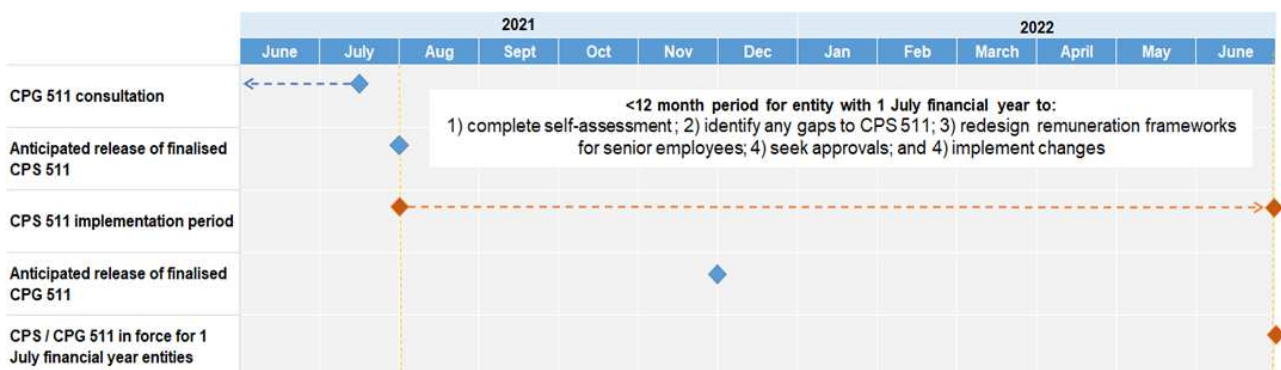 2021
2022
June July Aug Sept Oct Nov Dec Jan Feb March April May June
CPG 511 consultation
<12 month period for entity with 1 July financial year to:
1) complete self-assessment; 2) identify any gaps to CPS 511; 3) redesign remuneration frameworks
for senior employees; 4) seek approvals; and 4) implement changes
Anticipated release of finalised
CPS 511
CPS 511 implementation period
Anticipated release of finalised
CPG 511
CPS / CPG 511 in force for 1
July financial year entities